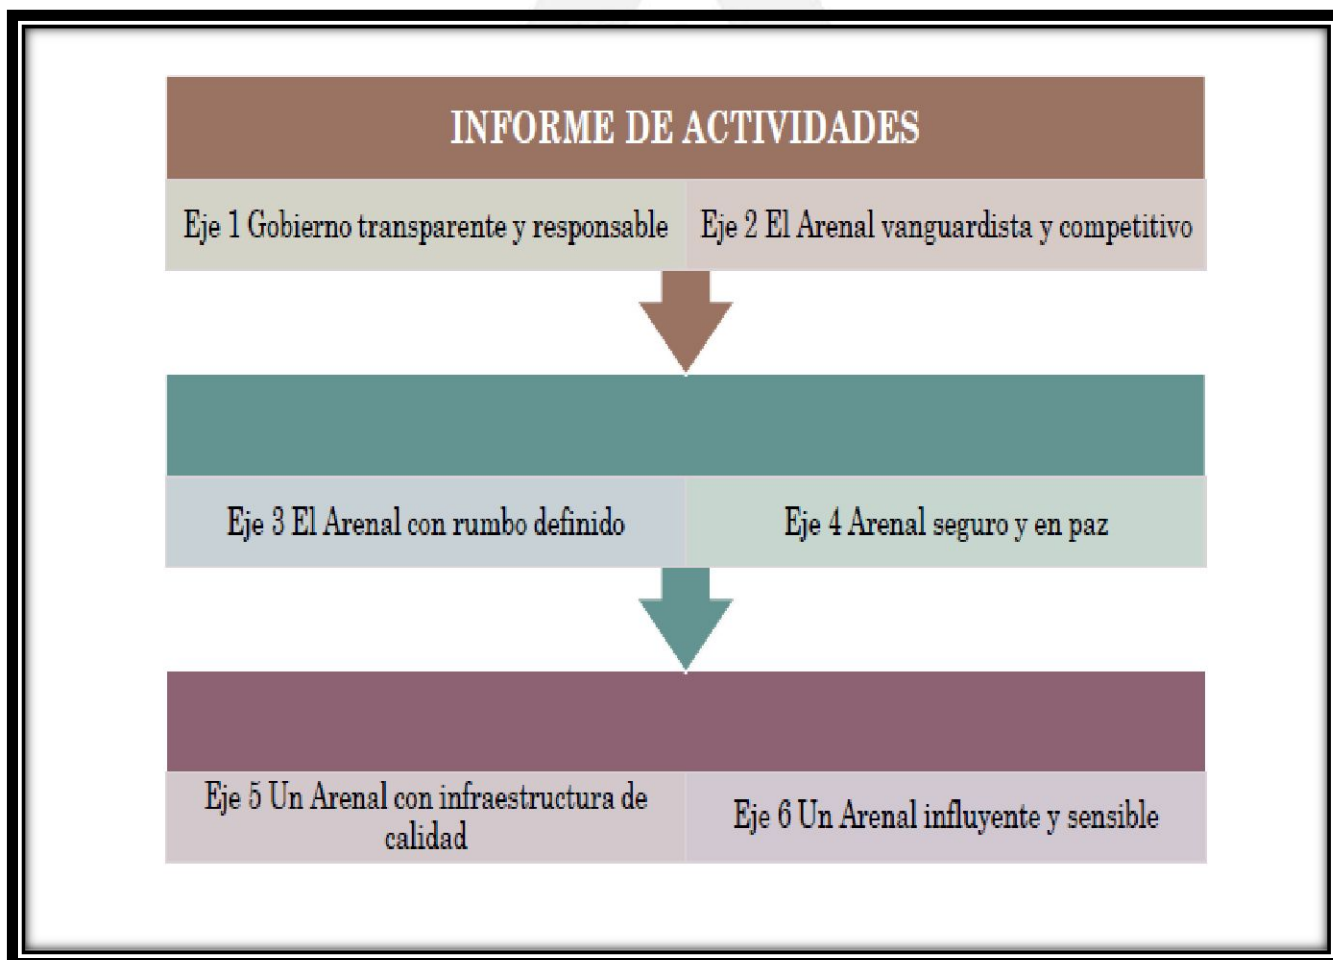 INFORME DE ACTIVIDADES
Eje 1 Gobierno transparente y responsable
Eje 2 El Arenal vanguardista y competitivo
Eje 3 El Arenal con rumbo definido
Eje 4 Arenal seguro y en paz
Eje 5 Un Arenal con infraestructura de
calidad
Eje 6 Un Arenal influyente y sensible